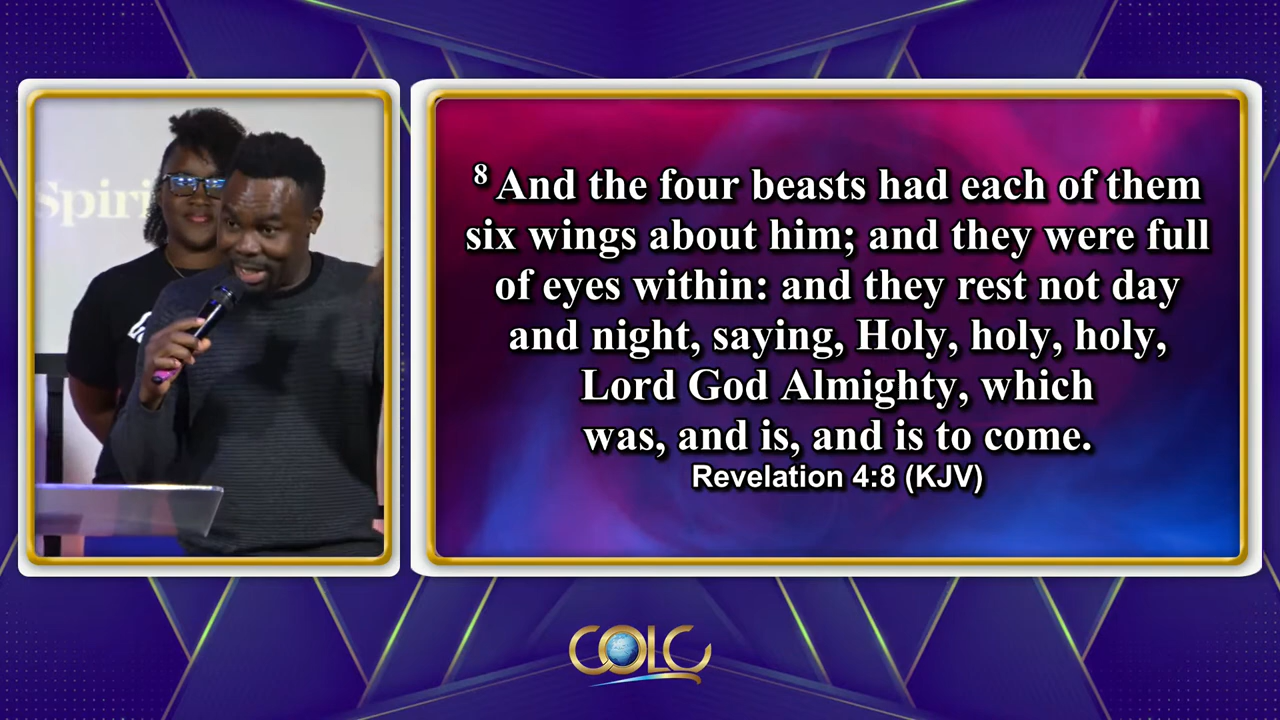 Spiri
8 And the four beasts had each of them
six wings about him; and they were full
of eyes within: and they rest not day
and night, saying, Holy, holy, holy,
Lord God Almighty, which
was, and is, and is to come.
Revelation 4:8 (KJV)
COLC